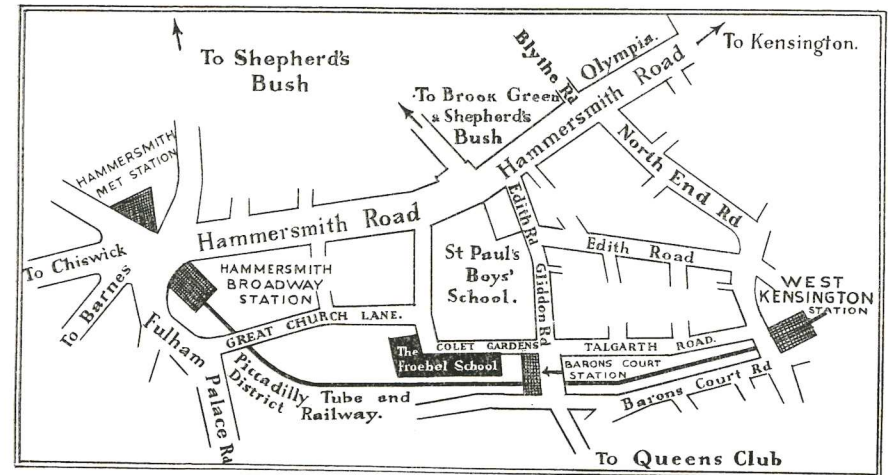 To Shepherd's
Bush
To Kensington.
Blythe Rd
Olympia.
To Brook Green
& Shepherd's
Bush
Hammersmith Road
HAMMERSMITH
MET STATION
North End Rd
Hammersmith Road
Edith Rd
Edith Road
St Paul's
Boys'
School.
Gliddon Rd
To Chiswick
To Barnes
HAMMERSMITH
BROADWAY
STATION
WEST
KENSINGTON
STATION
GREAT CHURCH LANE.
Fulham Palace Rd
COLET GARDENS
TALGARTH ROAD.
The
Froebel School
BARONS COURT
STATION
Piccadilly Tube and
District Railway.
Barons Court Rd
To Queens Club